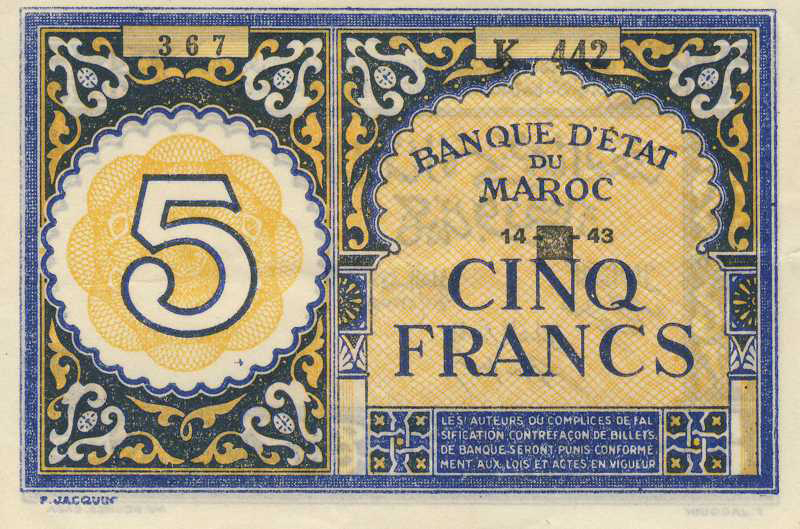 367
K 442
5
BANQUE D'ÉTAT
DU
MAROC
14 - - 43
CINQ
FRANCS
LES AUTEURS OU COMPLICES DE FAL
SIFICATION CONTREFAÇON DE BILLETS.
DE BANQUE SERONT PUNIS CONFORMÉ
MENT AUX LOIS ET ACTES EN VIGUEUR
P. JACQUIN